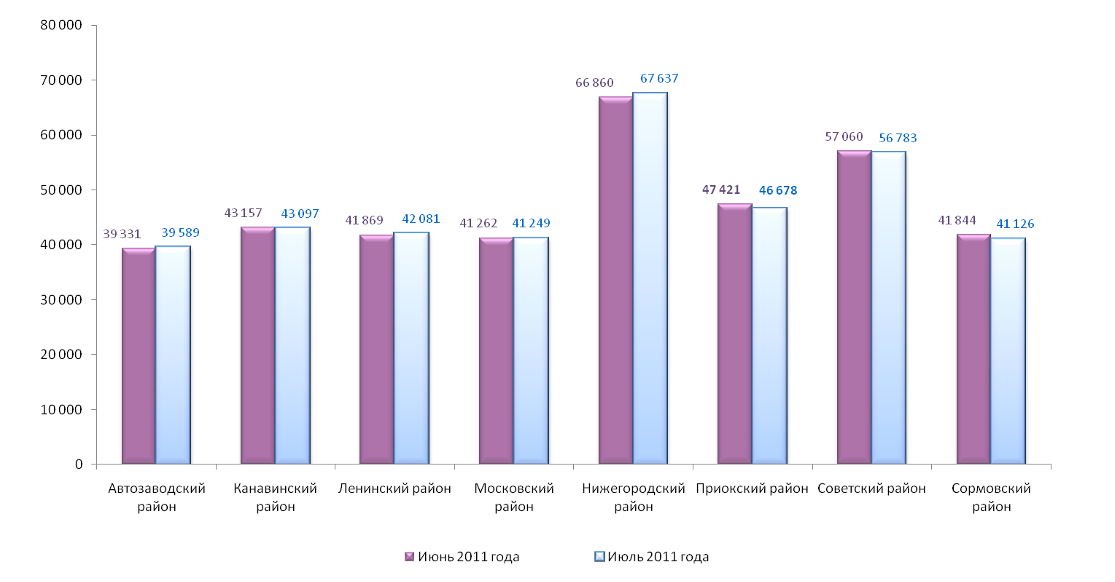 80 000
70 000
60 000
50 000
40 000
30 000
20 000
10 000
0
39 331
39 589
43 157
43 097
41 869
42 081
41 262
41 249
66 860
67 637
47 421
46 678
57 060
56 783
41 844
41 126
Автозаводский
район
Канавинский
район
Ленинский район
Московский
район
Нижегородский
район
Приокский район
Советский район
Сормовский
район
Июнь 2011 года
Июль 2011 года